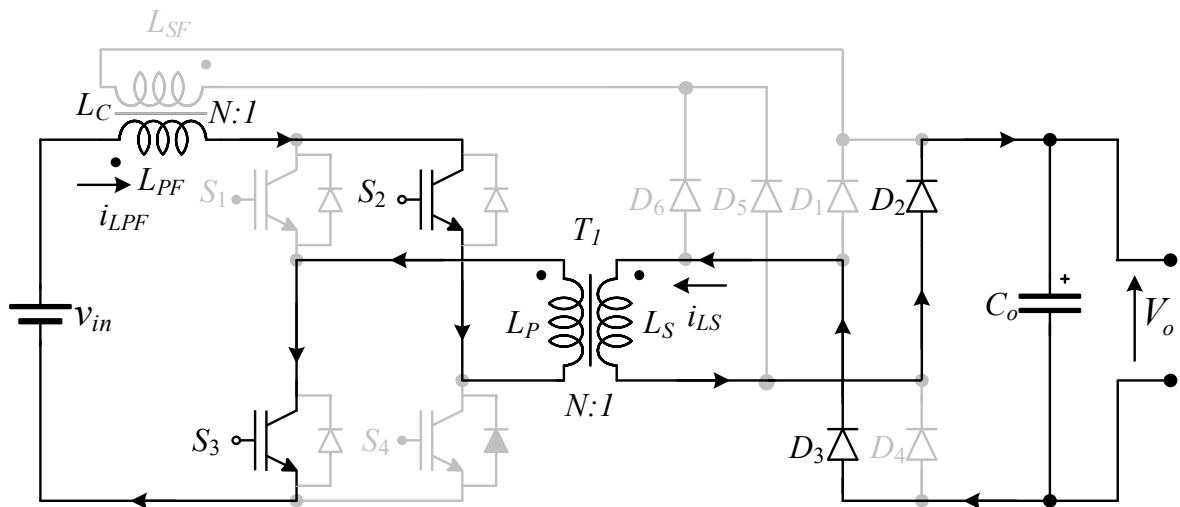 L_SF
L_C
N:1
L_PF
i_LPF
S_1
S_2
D_6
D_5
D_1
D_2
T_1
v_in
L_P
L_S
i_LS
C_o
+
V_o
N:1
S_3
S_4
D_3
D_4